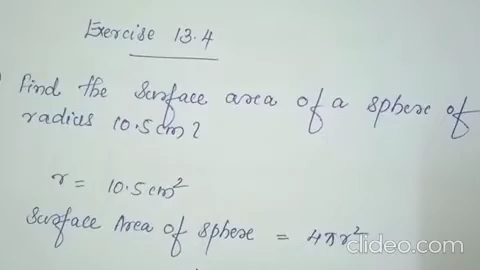 Exercise 13.4
Find the Surface area of a sphere of
radius 10.5cm?
r = 10.5cm²
Surface Area of Sphere = 4πr²
clideo.com